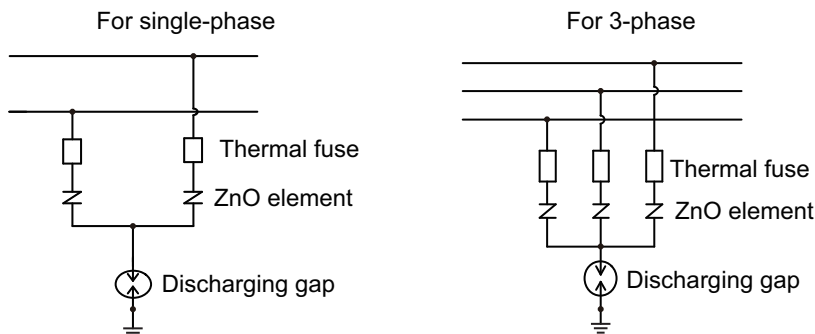 For single-phase
Thermal fuse
ZnO element
Discharging gap
For 3-phase
Thermal fuse
ZnO element
Discharging gap